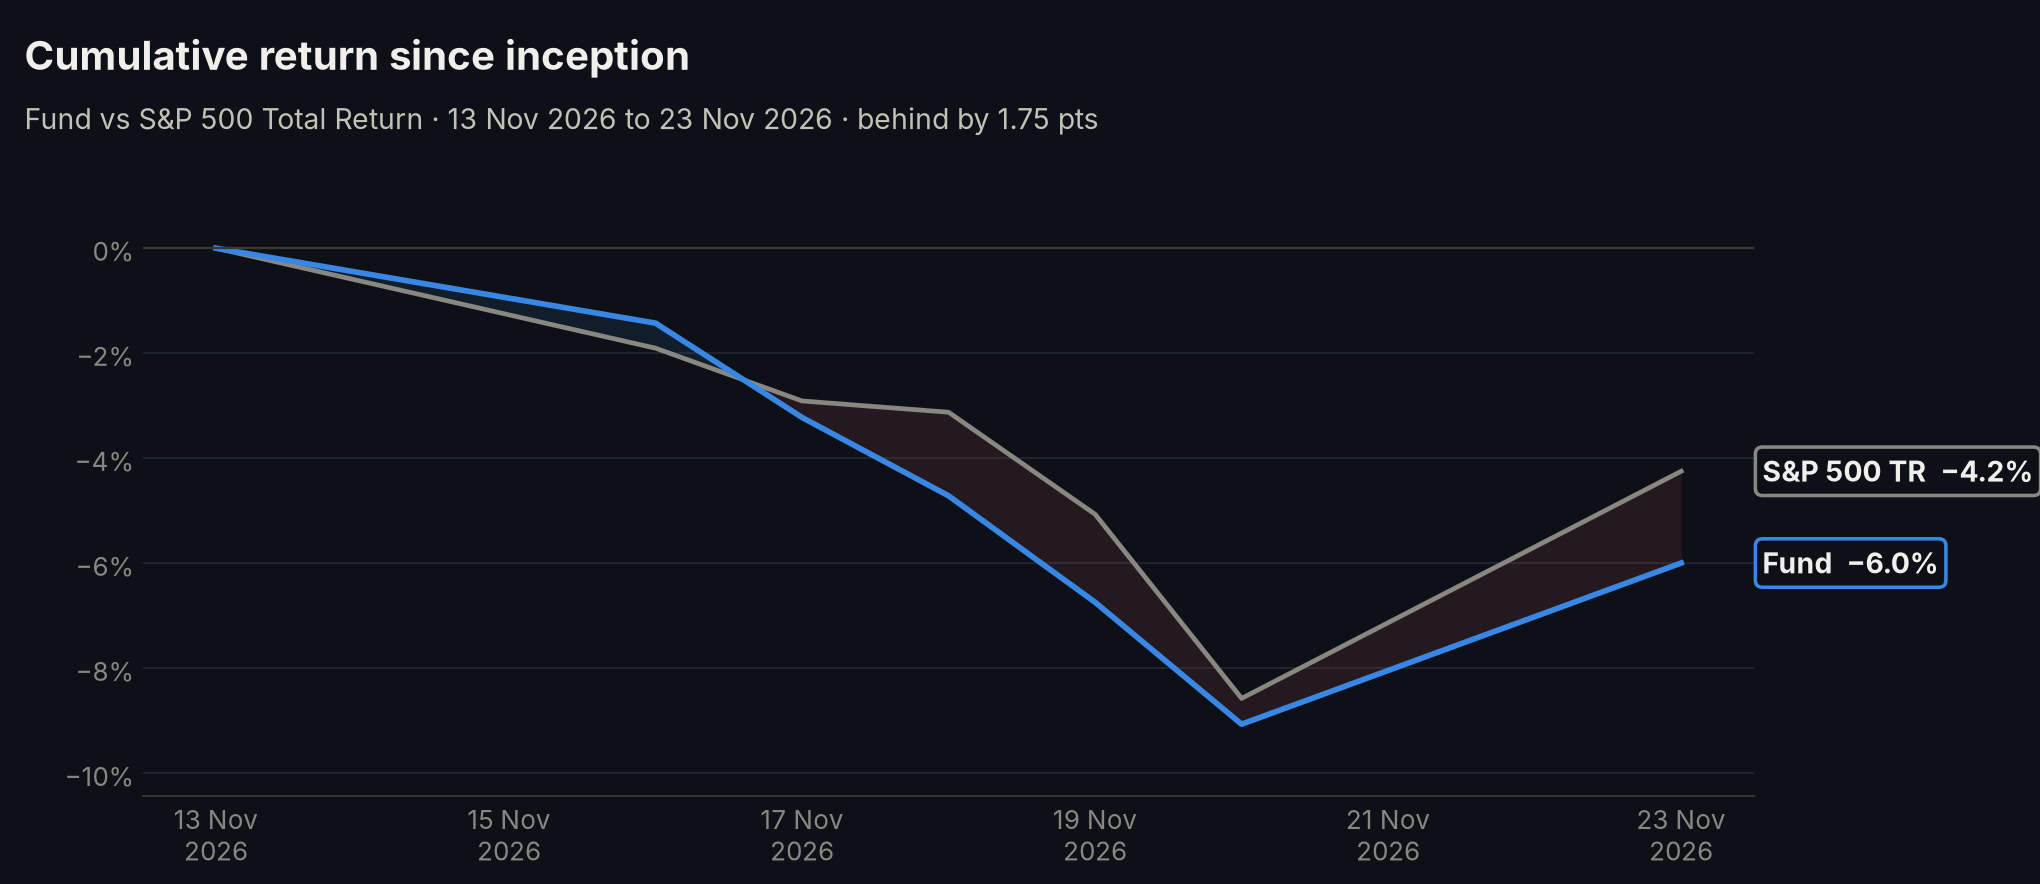 Cumulative return since inception
Fund vs S&P 500 Total Return · 13 Nov 2026 to 23 Nov 2026 · behind by 1.75 pts
0%
−2%
−4%
−6%
−8%
−10%
S&P 500 TR −4.2%
Fund −6.0%
13 Nov 2026
15 Nov 2026
17 Nov 2026
19 Nov 2026
21 Nov 2026
23 Nov 2026